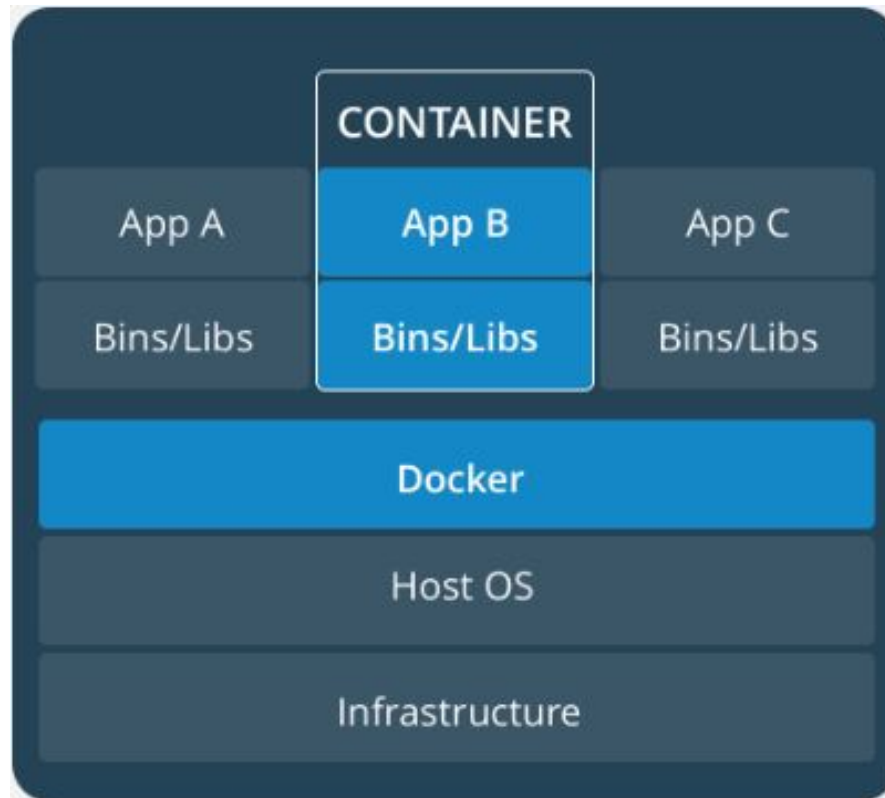 CONTAINER
App A
App B
App C
Bins/Libs
Bins/Libs
Bins/Libs
Docker
Host OS
Infrastructure